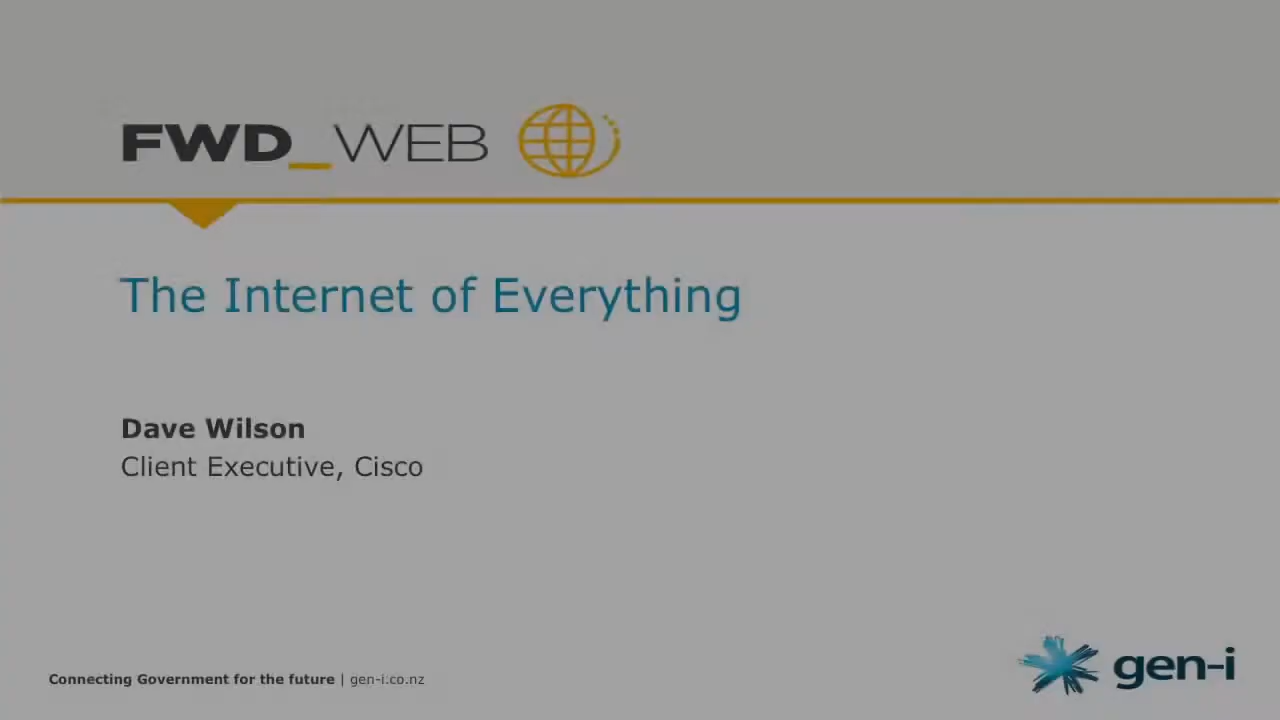 FWD_WEB
The Internet of Everything
Dave Wilson
Client Executive, Cisco
Connecting Government for the future | gen-i.co.nz
gen-i